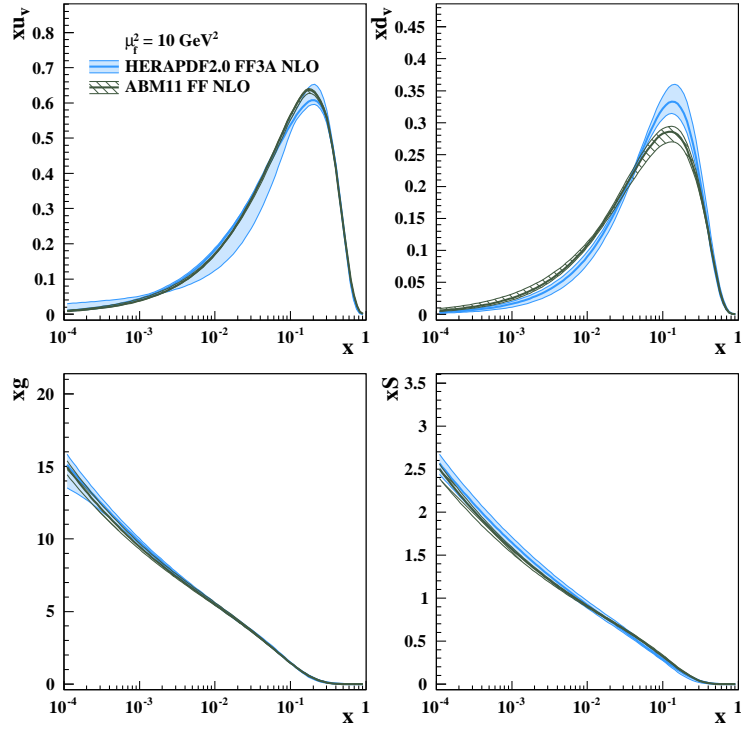 xu_v
μ_f² = 10 GeV²
HERAPDF2.0 FF3A NLO
ABM11 FF NLO
0.8
0.7
0.6
0.5
0.4
0.3
0.2
0.1
0
10⁻⁴ 10⁻³ 10⁻² 10⁻¹ 1
x
xd_v
0.45
0.4
0.35
0.3
0.25
0.2
0.15
0.1
0.05
0
10⁻⁴ 10⁻³ 10⁻² 10⁻¹ 1
x
xg
20
15
10
5
0
10⁻⁴ 10⁻³ 10⁻² 10⁻¹ 1
x
xS
3.5
3
2.5
2
1.5
1
0.5
0
10⁻⁴ 10⁻³ 10⁻² 10⁻¹ 1
x